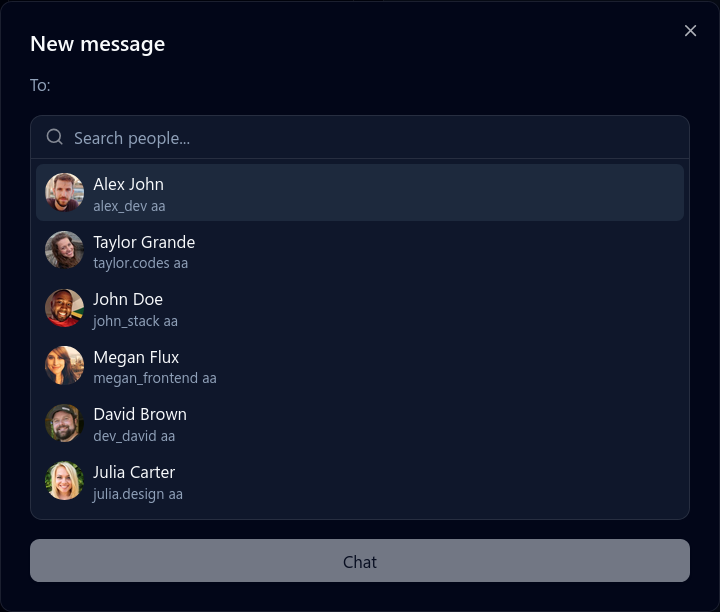 New message
To:
Search people...
Alex John
alex_dev aa
Taylor Grande
taylor.codes aa
John Doe
john_stack aa
Megan Flux
megan_frontend aa
David Brown
dev_david aa
Julia Carter
julia.design aa
Chat